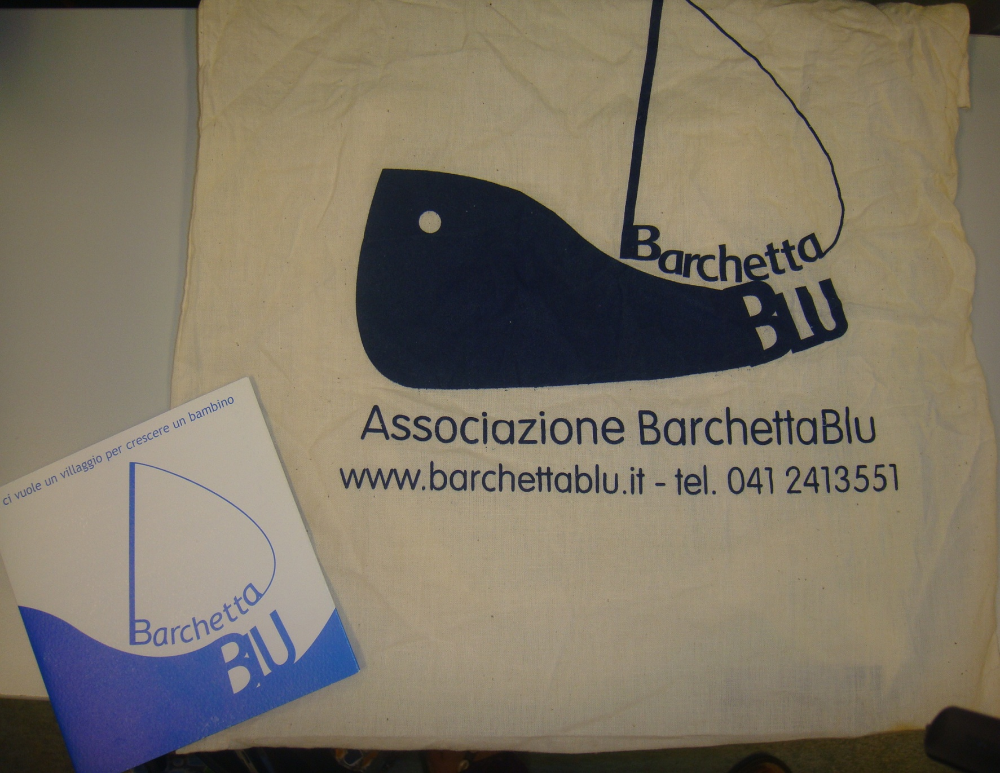 Barchetta
BLU
Associazione BarchettaBlu
www.barchettablu.it - tel. 041 2413551
ci vuole un villaggio per crescere un bambino
Barchetta
BLU